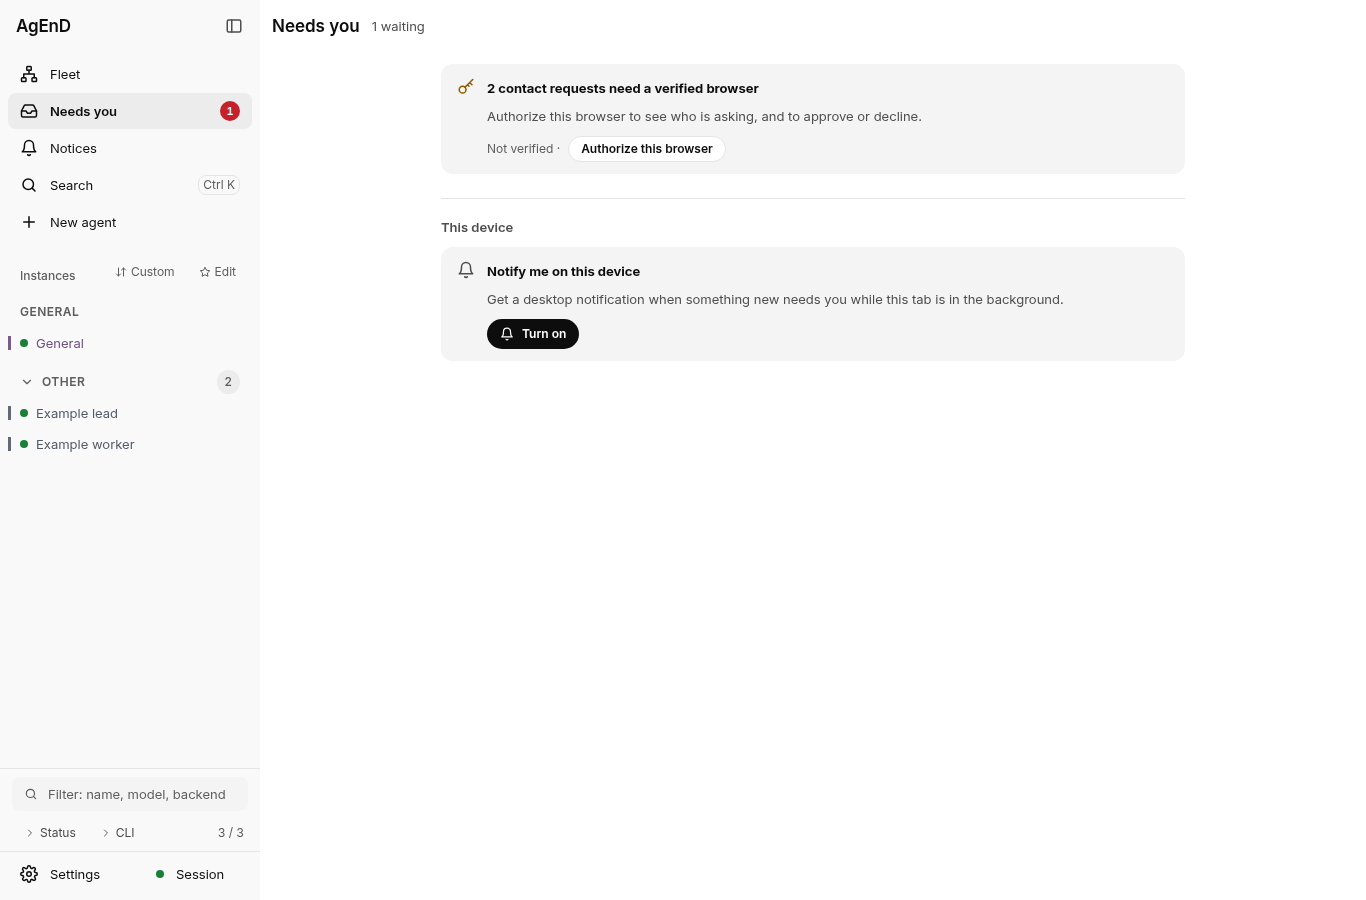 AgEnD
Fleet
Needs you 1
Notices
Search Ctrl K
New agent
Instances Custom Edit
GENERAL
General
OTHER 2
Example lead
Example worker
Filter: name, model, backend
Status CLI 3 / 3
Settings Session
Needs you 1 waiting
2 contact requests need a verified browser
Authorize this browser to see who is asking, and to approve or decline.
Not verified · Authorize this browser
This device
Notify me on this device
Get a desktop notification when something new needs you while this tab is in the background.
Turn on